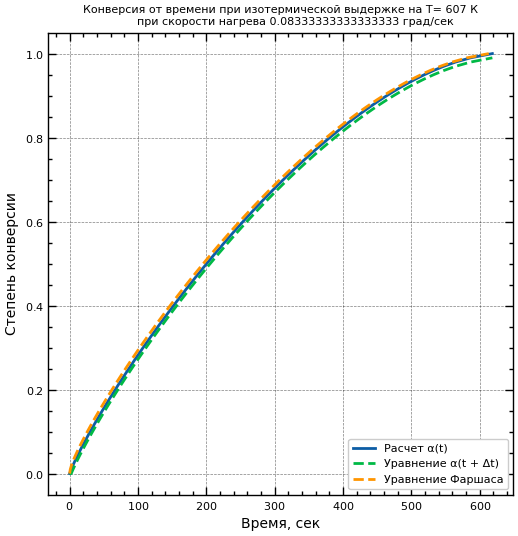 Конверсия от времени при изотермической выдержке на T= 607 К
при скорости нагрева 0.08333333333333333 град/сек
1.0
0.8
0.6
0.4
0.2
0.0
Степень конверсии
0 100 200 300 400 500 600
Время, сек
Расчет α(t)
Уравнение α(t + Δt)
Уравнение Фаршаса